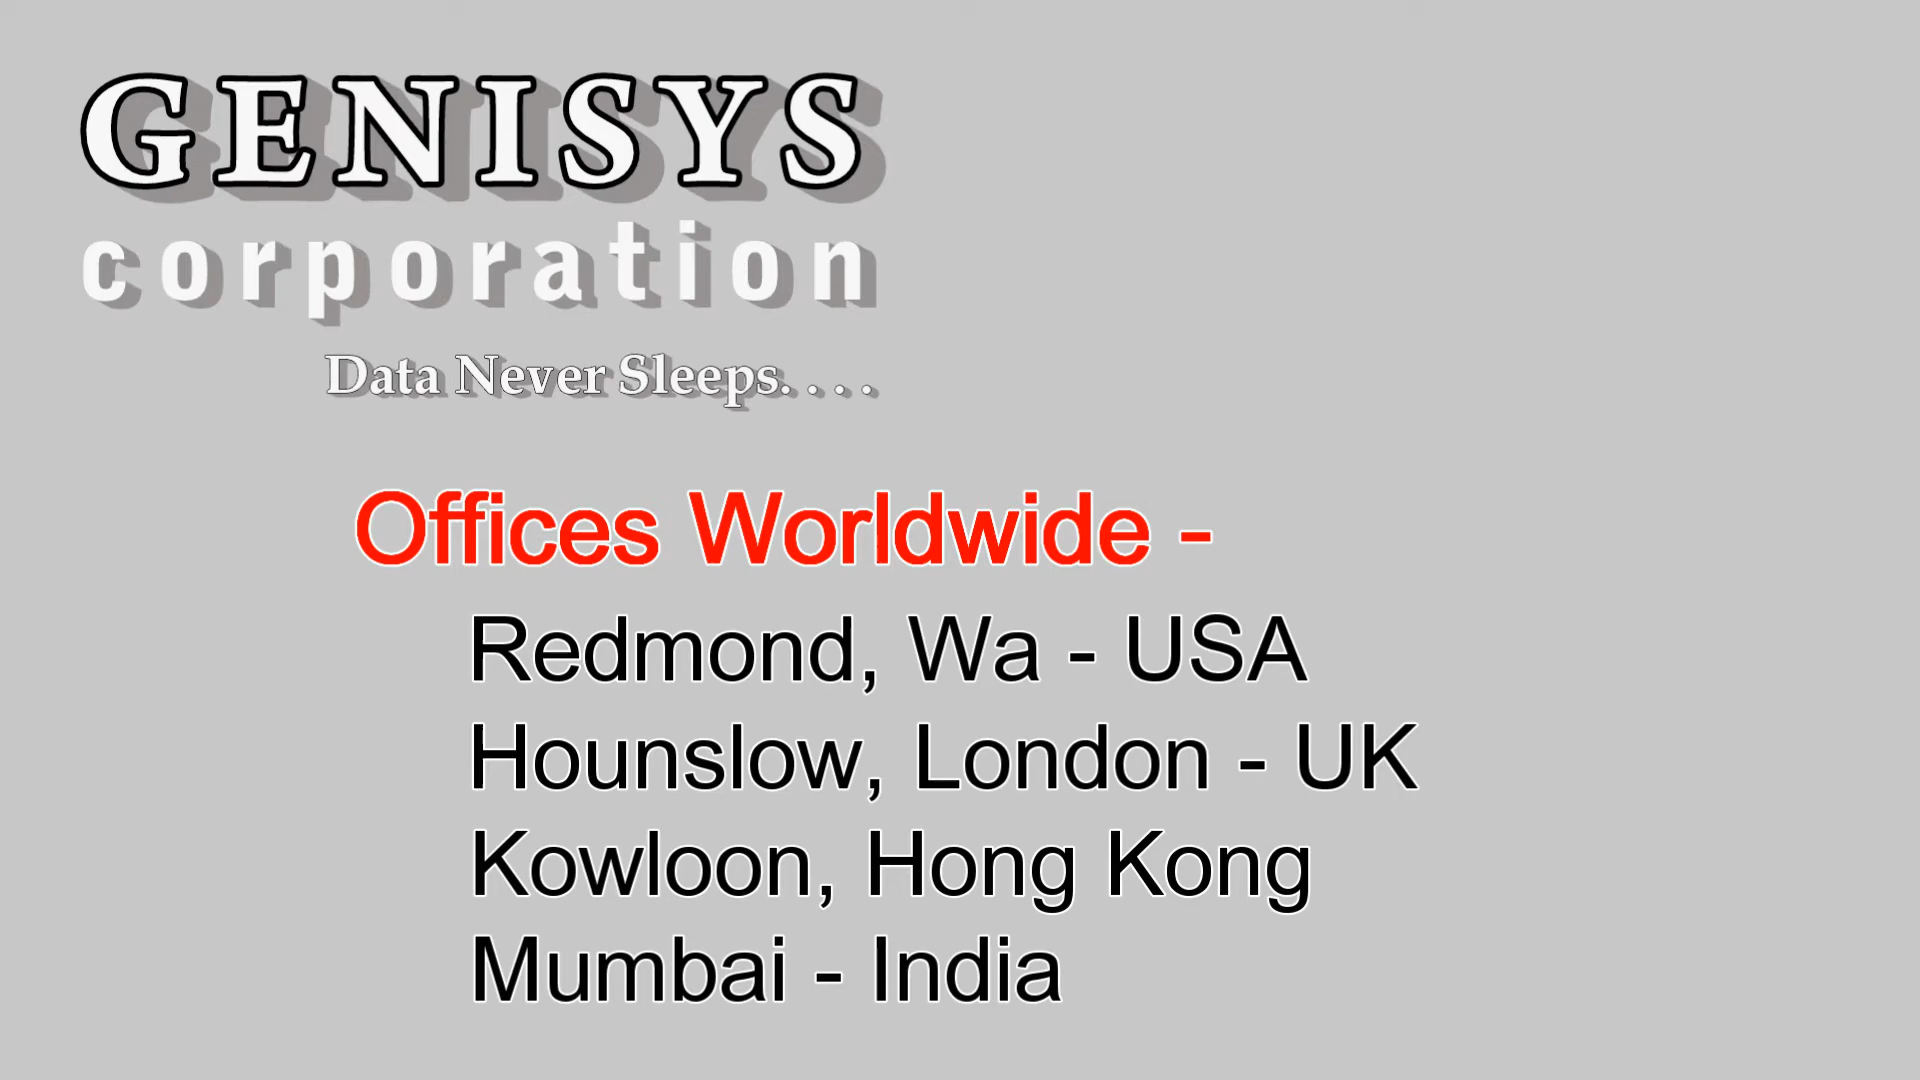 GENISYS
corporation
Data Never Sleeps. . . .
Offices Worldwide -
Redmond, Wa - USA
Hounslow, London - UK
Kowloon, Hong Kong
Mumbai - India